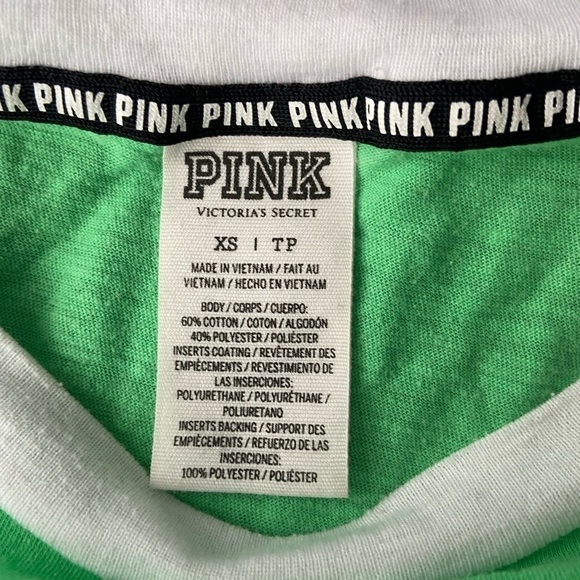 PINK PINK PINK PINK PINK PINK PINK
PINK
VICTORIA'S SECRET
XS | TP
MADE IN VIETNAM / FAIT AU
VIETNAM / HECHO EN VIETNAM
BODY / CORPS / CUERPO:
60% COTTON / COTON / ALGODÓN
40% POLYESTER / POLIÉSTER
INSERTS COATING / REVÊTEMENT DES
EMPIÈCEMENTS / REVESTIMIENTO DE
LAS INSERCIONES:
POLYURETHANE / POLYURÉTHANE /
POLIURETANO
INSERTS BACKING / SUPPORT DES
EMPIÈCEMENTS / REFUERZO DE LAS
INSERCIONES:
100% POLYESTER / POLIÉSTER